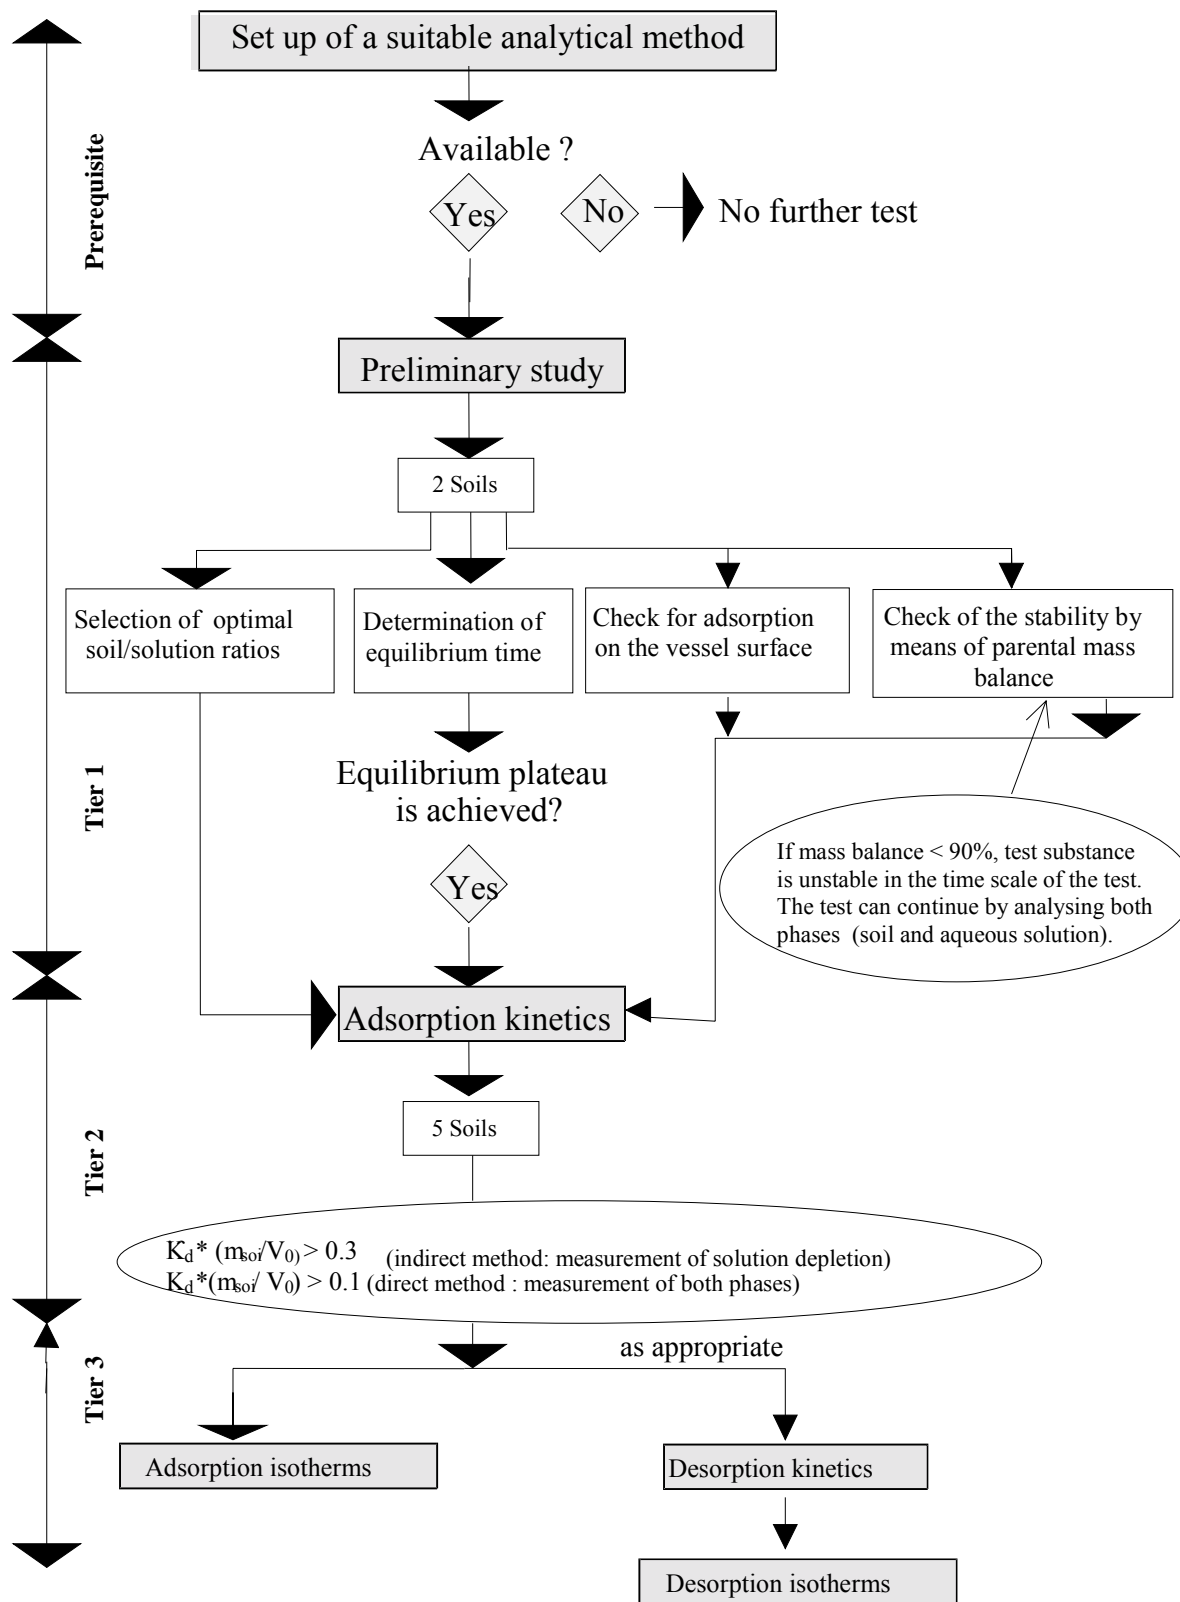 Set up of a suitable analytical method
Prerequisite
Available ?
Yes
No
No further test
Preliminary study
2 Soils
Tier 1
Selection of optimal
soil/solution ratios
Determination of
equilibrium time
Check for adsorption
on the vessel surface
Check of the stability by
means of parental mass
balance
Equilibrium plateau
is achieved?
Yes
If mass balance < 90%, test substance
is unstable in the time scale of the test.
The test can continue by analysing both
phases (soil and aqueous solution).
Adsorption kinetics
Tier 2
5 Soils
Kd* (msoi/V0) > 0.3 (indirect method: measurement of solution depletion)
Kd*(msoi/ V0) > 0.1 (direct method : measurement of both phases)
as appropriate
Tier 3
Adsorption isotherms
Desorption kinetics
Desorption isotherms